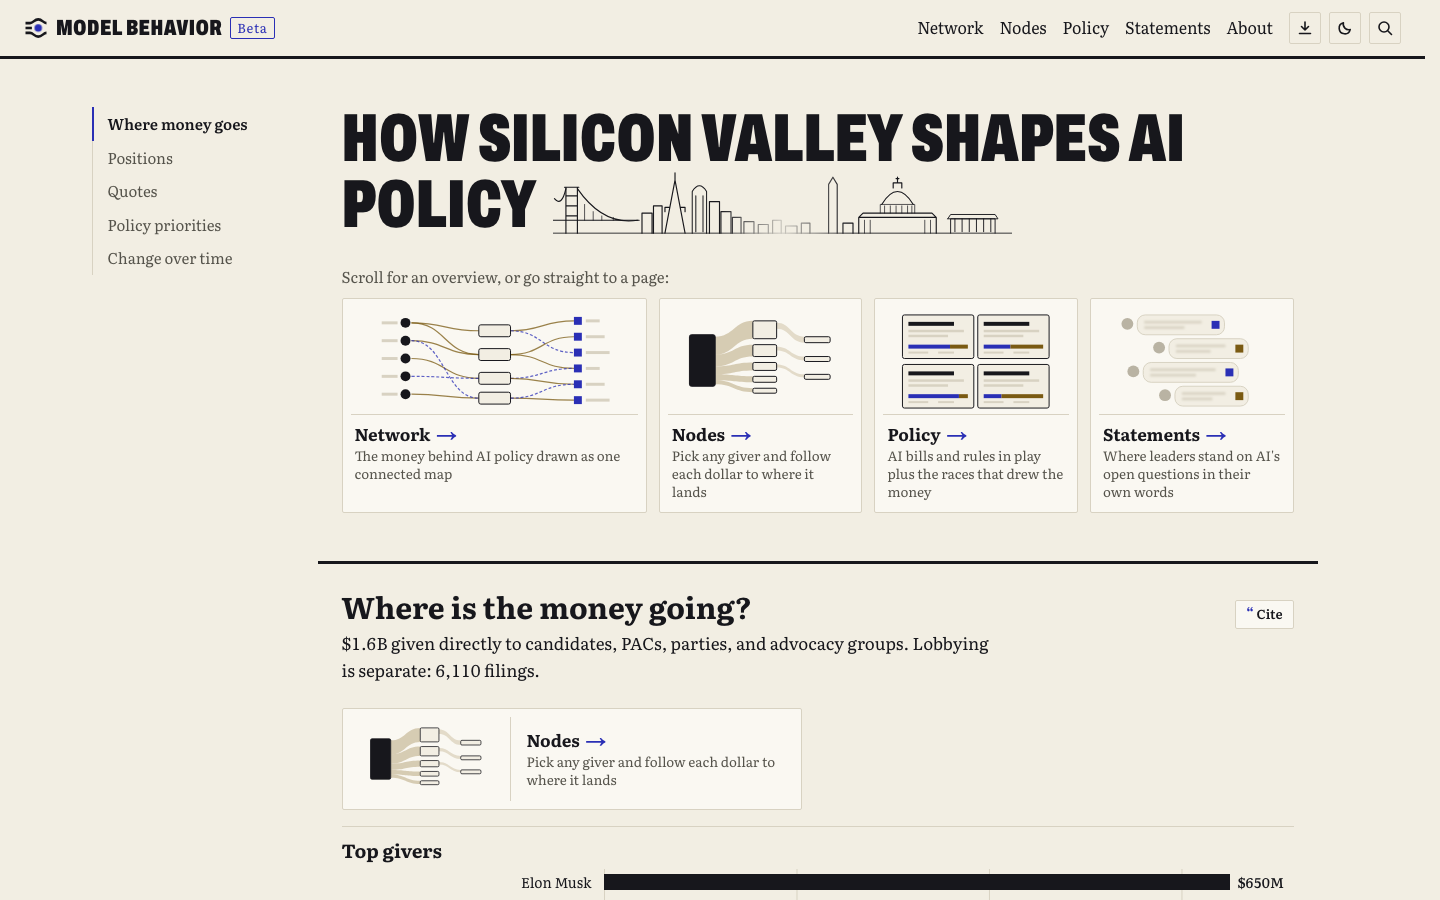 MODEL BEHAVIOR Beta
Network Nodes Policy Statements About
Where money goes
Positions
Quotes
Policy priorities
Change over time
HOW SILICON VALLEY SHAPES AI
POLICY
Scroll for an overview, or go straight to a page:
Network →
The money behind AI policy drawn as one
connected map
Nodes →
Pick any giver and follow
each dollar to where it
lands
Policy →
AI bills and rules in play
plus the races that drew the
money
Statements →
Where leaders stand on AI's
open questions in their
own words
Where is the money going?
“ Cite
$1.6B given directly to candidates, PACs, parties, and advocacy groups. Lobbying
is separate: 6,110 filings.
Nodes →
Pick any giver and follow each dollar to
where it lands
Top givers
Elon Musk $650M